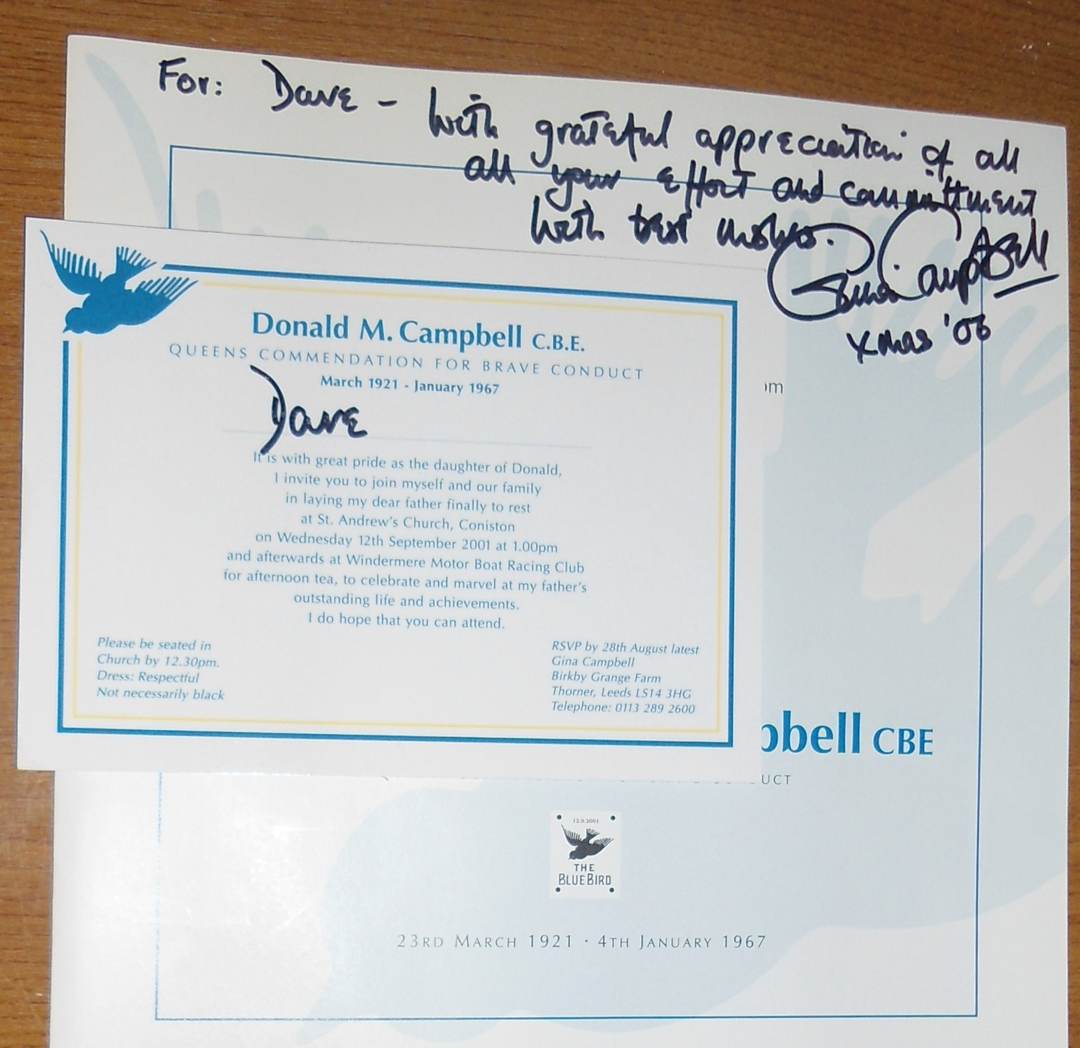 For: Dave - With grateful appreciation of all
all your effort and committment
with best wishes.
Gina Campbell
Xmas '06
Donald M. Campbell C.B.E.
QUEENS COMMENDATION FOR BRAVE CONDUCT
March 1921 - January 1967
Dave
It is with great pride as the daughter of Donald,
I invite you to join myself and our family
in laying my dear father finally to rest
at St. Andrew's Church, Coniston
on Wednesday 12th September 2001 at 1.00pm
and afterwards at Windermere Motor Boat Racing Club
for afternoon tea, to celebrate and marvel at my father's
outstanding life and achievements.
I do hope that you can attend.
Please be seated in
Church by 12.30pm.
Dress: Respectful
Not necessarily black
RSVP by 28th August latest
Gina Campbell
Birkby Grange Farm
Thorner, Leeds LS14 3HG
Telephone: 0113 289 2600
pbell CBE
UCT
12.9.2001
THE
BLUEBIRD
23RD MARCH 1921 · 4TH JANUARY 1967